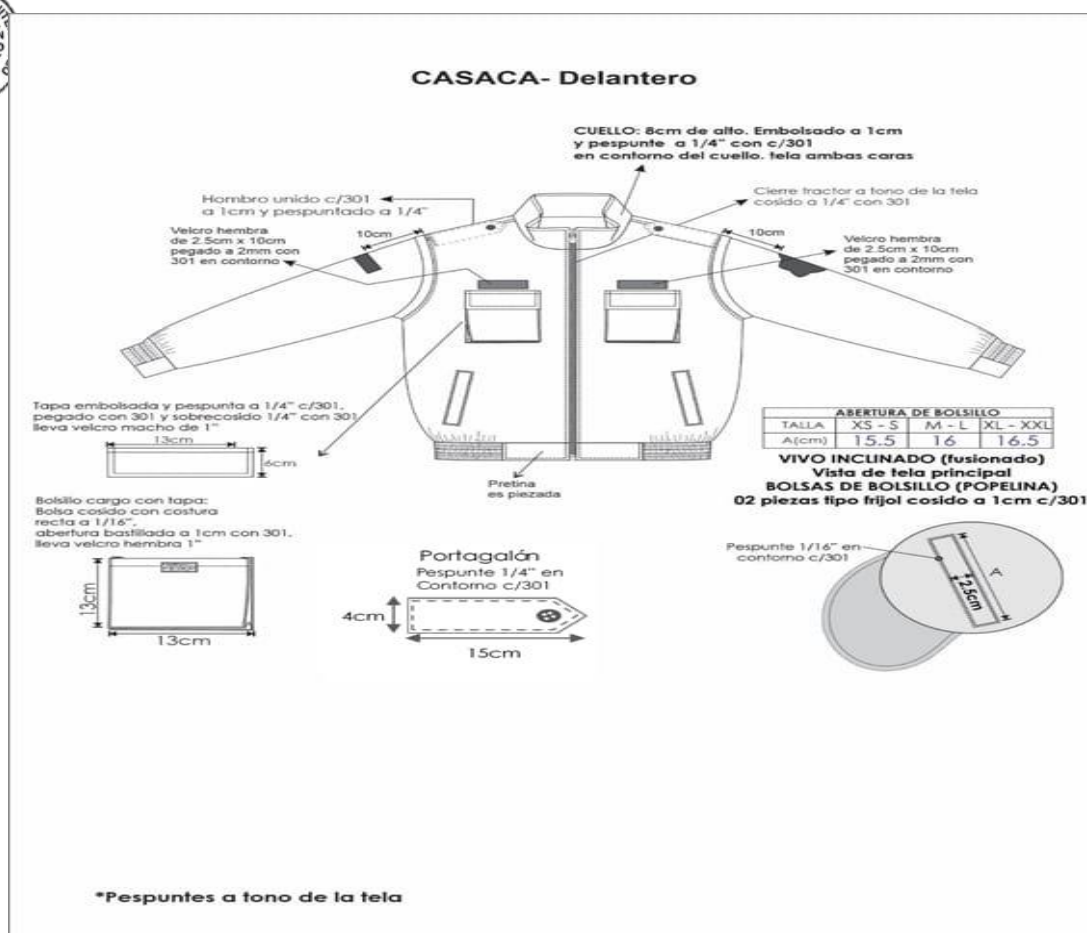 CASACA- Delantero
CUELLO: 8cm de alto. Embolsado a 1cm
y pespunte a 1/4" con c/301
en contorno del cuello. tela ambas caras
Hombro unido c/301
a 1cm y pespuntado a 1/4"
Cierre tractor a tono de la tela
cosido a 1/4" con 301
Velcro hembra
de 2.5cm x 10cm
pegado a 2mm con
301 en contorno
10cm
10cm
Velcro hembra
de 2.5cm x 10cm
pegado a 2mm con
301 en contorno
Tapa embolsada y pespunta a 1/4" c/301,
pegado con 301 y sobrecosido 1/4" con 301
lleva velcro macho de 1"
13cm
6cm
Pretina
es piezada
ABERTURA DE BOLSILLO
TALLA XS - S M - L XL - XXL
A(cm) 15.5 16 16.5
VIVO INCLINADO (fusionado)
Vista de tela principal
BOLSAS DE BOLSILLO (POPELINA)
02 piezas tipo frijol cosido a 1cm c/301
Bolsillo cargo con tapa:
Bolsa cosido con costura
recta a 1/16",
abertura bastillada a 1cm con 301,
lleva velcro hembra 1"
13cm
13cm
Portagalón
Pespunte 1/4" en
Contorno c/301
4cm
15cm
Pespunte 1/16" en
contorno c/301
A
2.5cm
*Pespuntes a tono de la tela